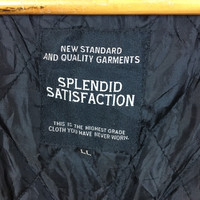 NEW STANDARD
AND QUALITY GARMENTS
SPLENDID
SATISFACTION
THIS IS THE HIGHEST GRADE
CLOTH YOU HAVE NEVER WORN.
LL